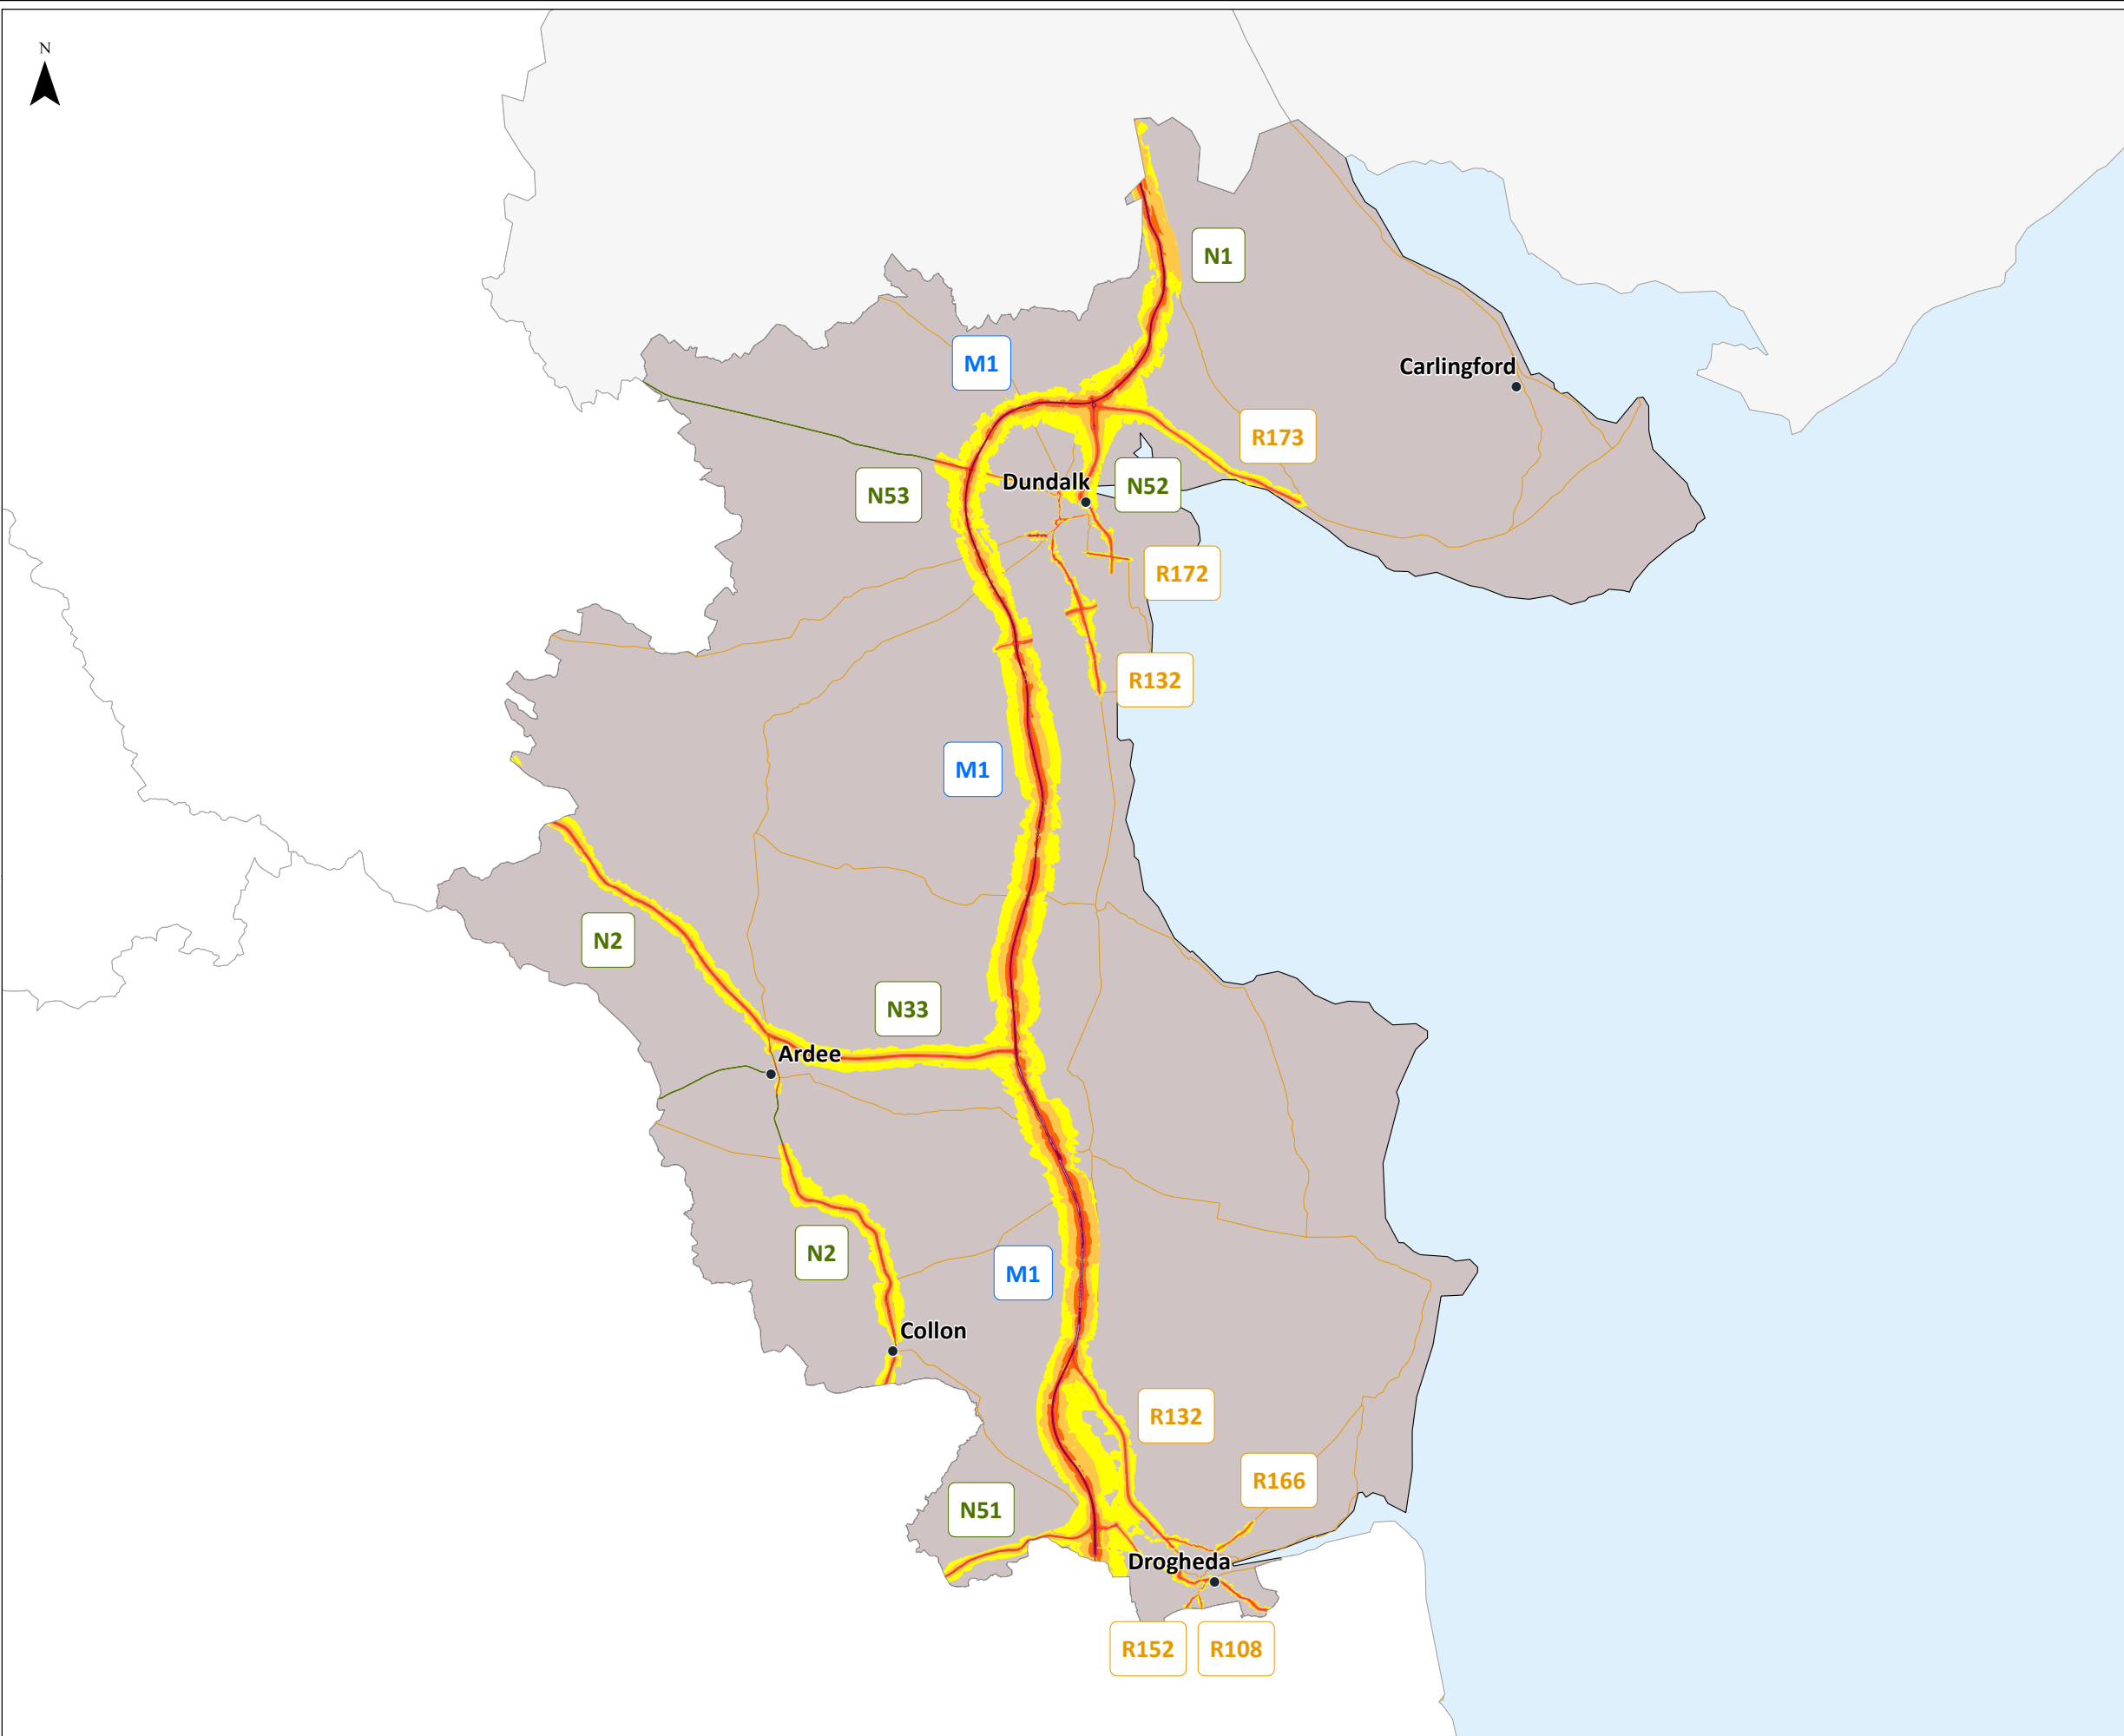 N
N1
M1
Carlingford
R173
Dundalk
N52
N53
R172
R132
M1
N2
N33
Ardee
N2
M1
Collon
R132
R166
N51
Drogheda
R152
R108